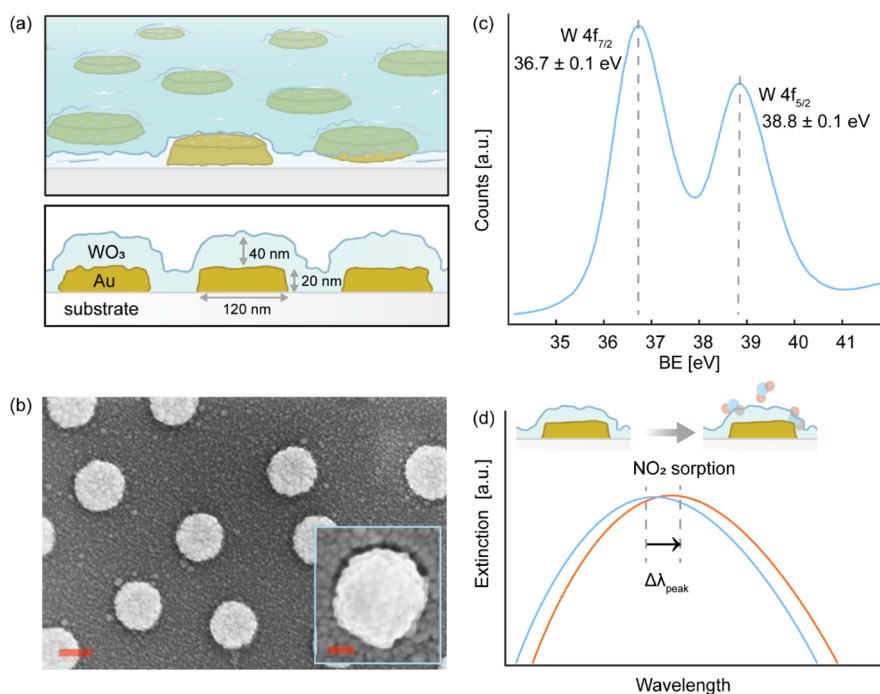 (a)
WO₃
Au
40 nm
20 nm
120 nm
substrate
(b)
(c)
W 4f₇/₂
36.7 ± 0.1 eV
W 4f₅/₂
38.8 ± 0.1 eV
Counts [a.u.]
35 36 37 38 39 40 41
BE [eV]
(d)
NO₂ sorption
Δλpeak
Extinction [a.u.]
Wavelength